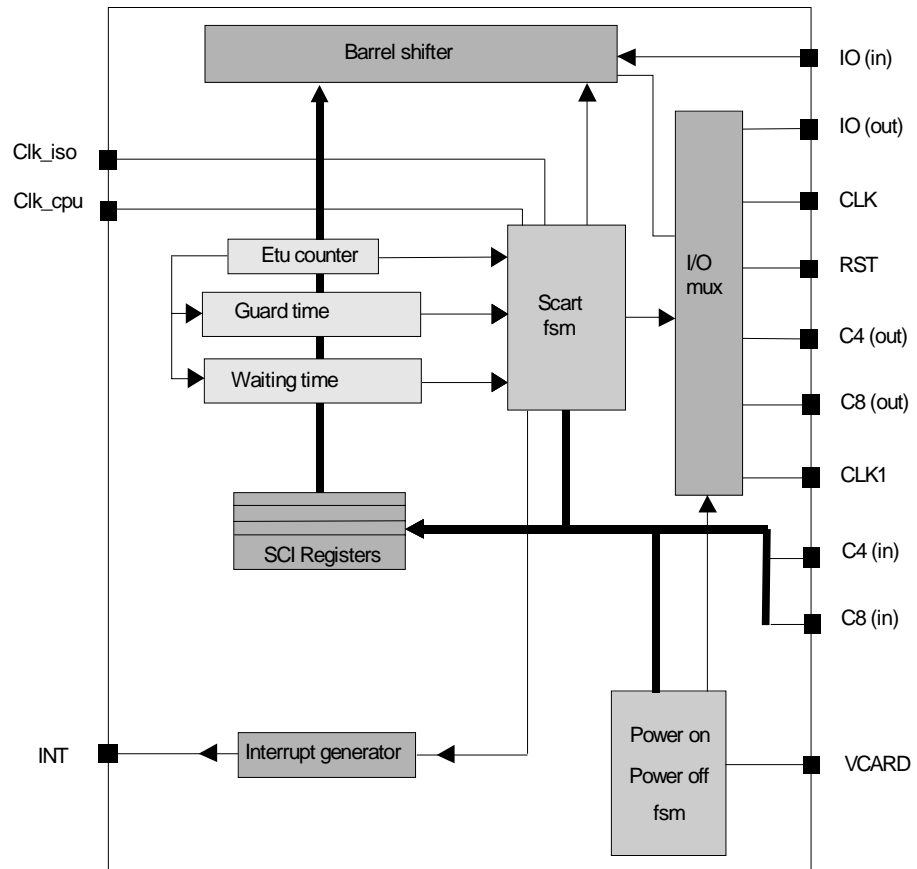 Barrel shifter
IO (in)
IO (out)
Clk_iso
Clk_cpu
CLK
Etu counter
I/O
mux
RST
Guard time
Scart
fsm
C4 (out)
Waiting time
C8 (out)
CLK1
SCI Registers
C4 (in)
C8 (in)
INT
Interrupt generator
Power on
Power off
fsm
VCARD